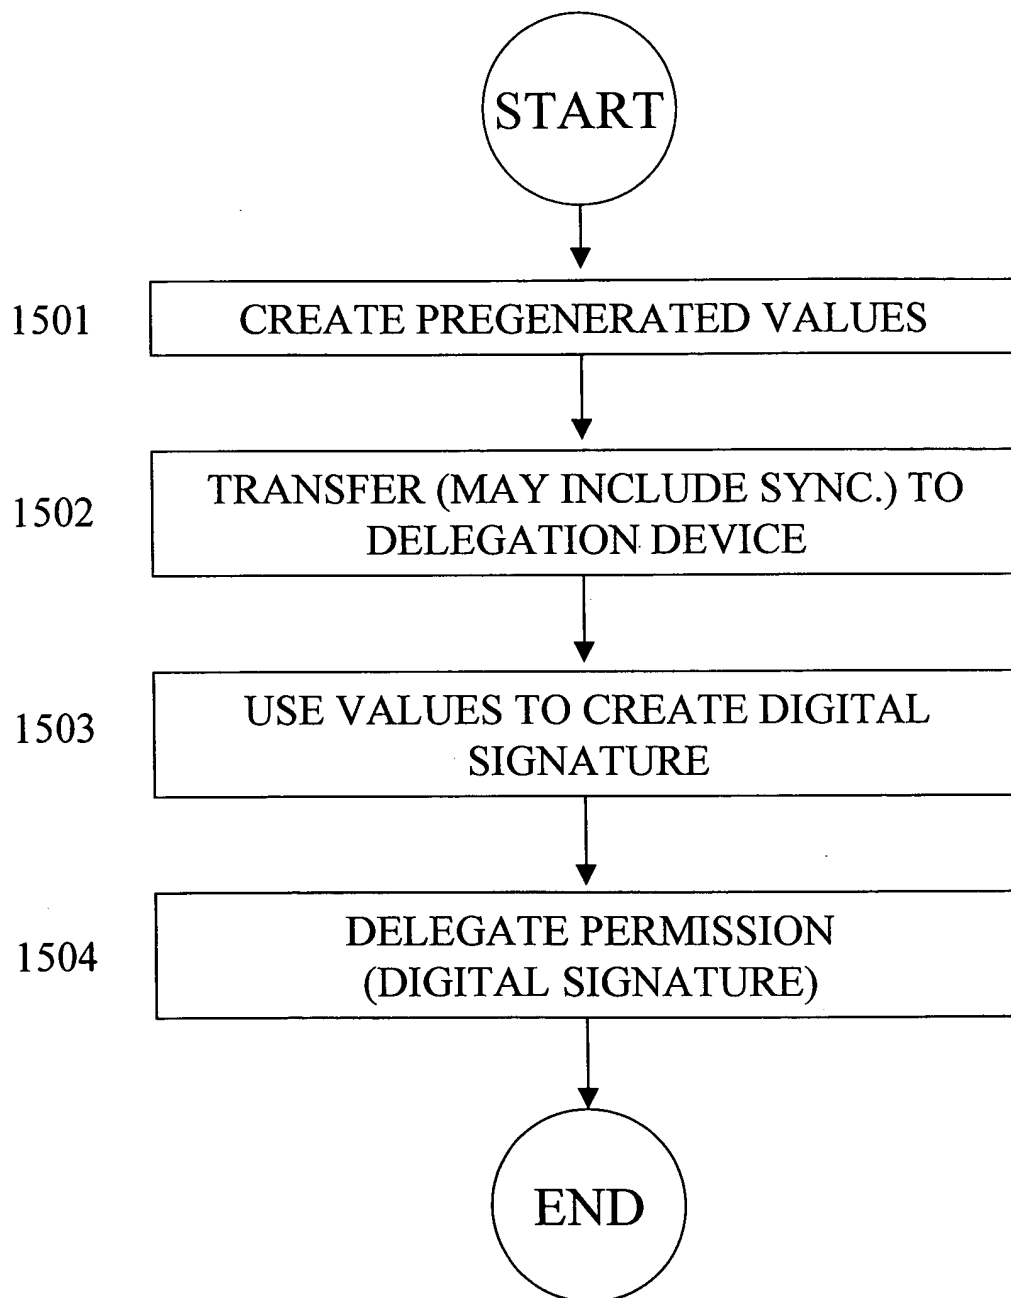 START
1501
CREATE PREGENERATED VALUES
1502
TRANSFER (MAY INCLUDE SYNC.) TO
DELEGATION DEVICE
1503
USE VALUES TO CREATE DIGITAL
SIGNATURE
1504
DELEGATE PERMISSION
(DIGITAL SIGNATURE)
END